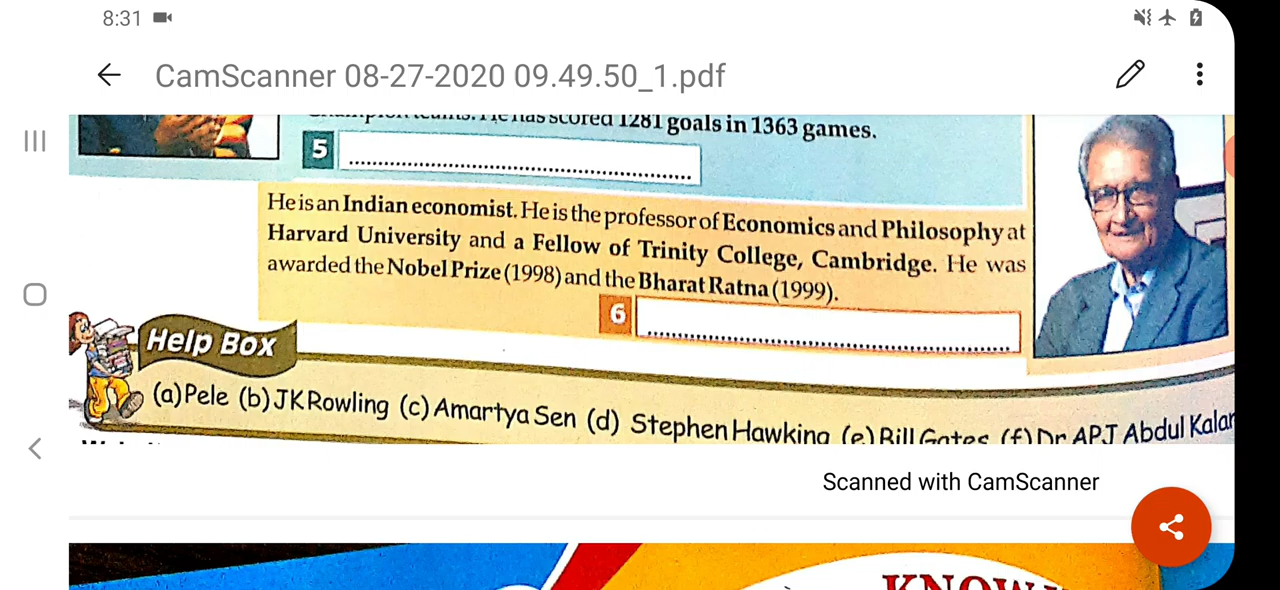 8:31
CamScanner 08-27-2020 09.49.50_1.pdf
has scored 1281 goals in 1363 games.
5
He is an Indian economist. He is the professor of Economics and Philosophy at
Harvard University and a Fellow of Trinity College, Cambridge. He was
awarded the Nobel Prize (1998) and the Bharat Ratna (1999).
6
Help Box
(a) Pele (b) JK Rowling (c) Amartya Sen (d) Stephen Hawking (e) Bill Gates (f) Dr APJ Abdul Kalar
Scanned with CamScanner
KNOW